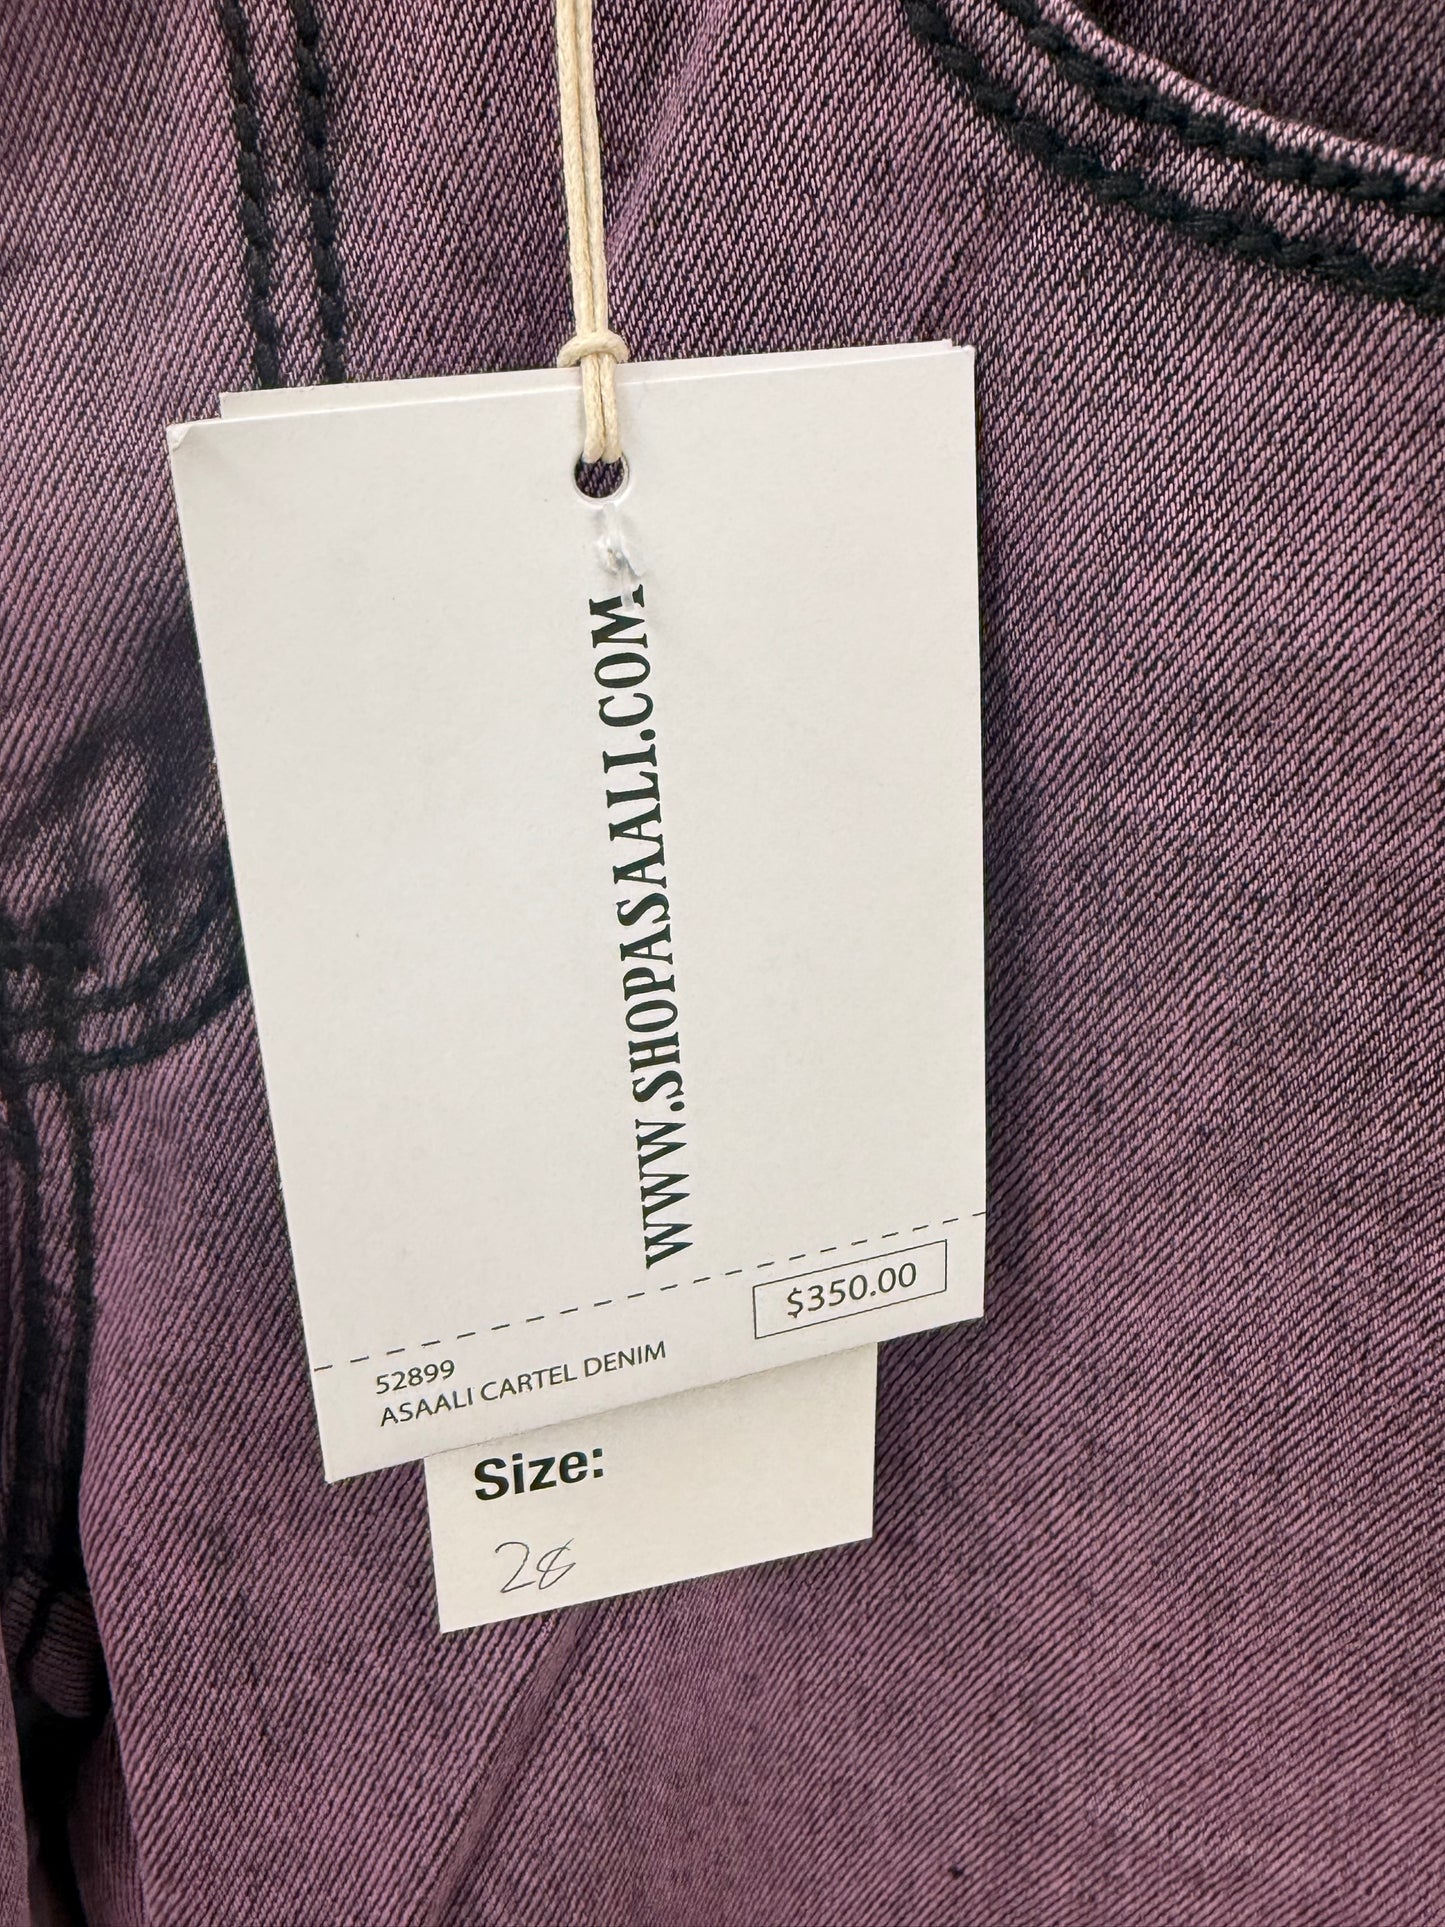 WWW.SHOPASAALI.COM
$350.00
52899
ASAALI CARTEL DENIM
Size:
28